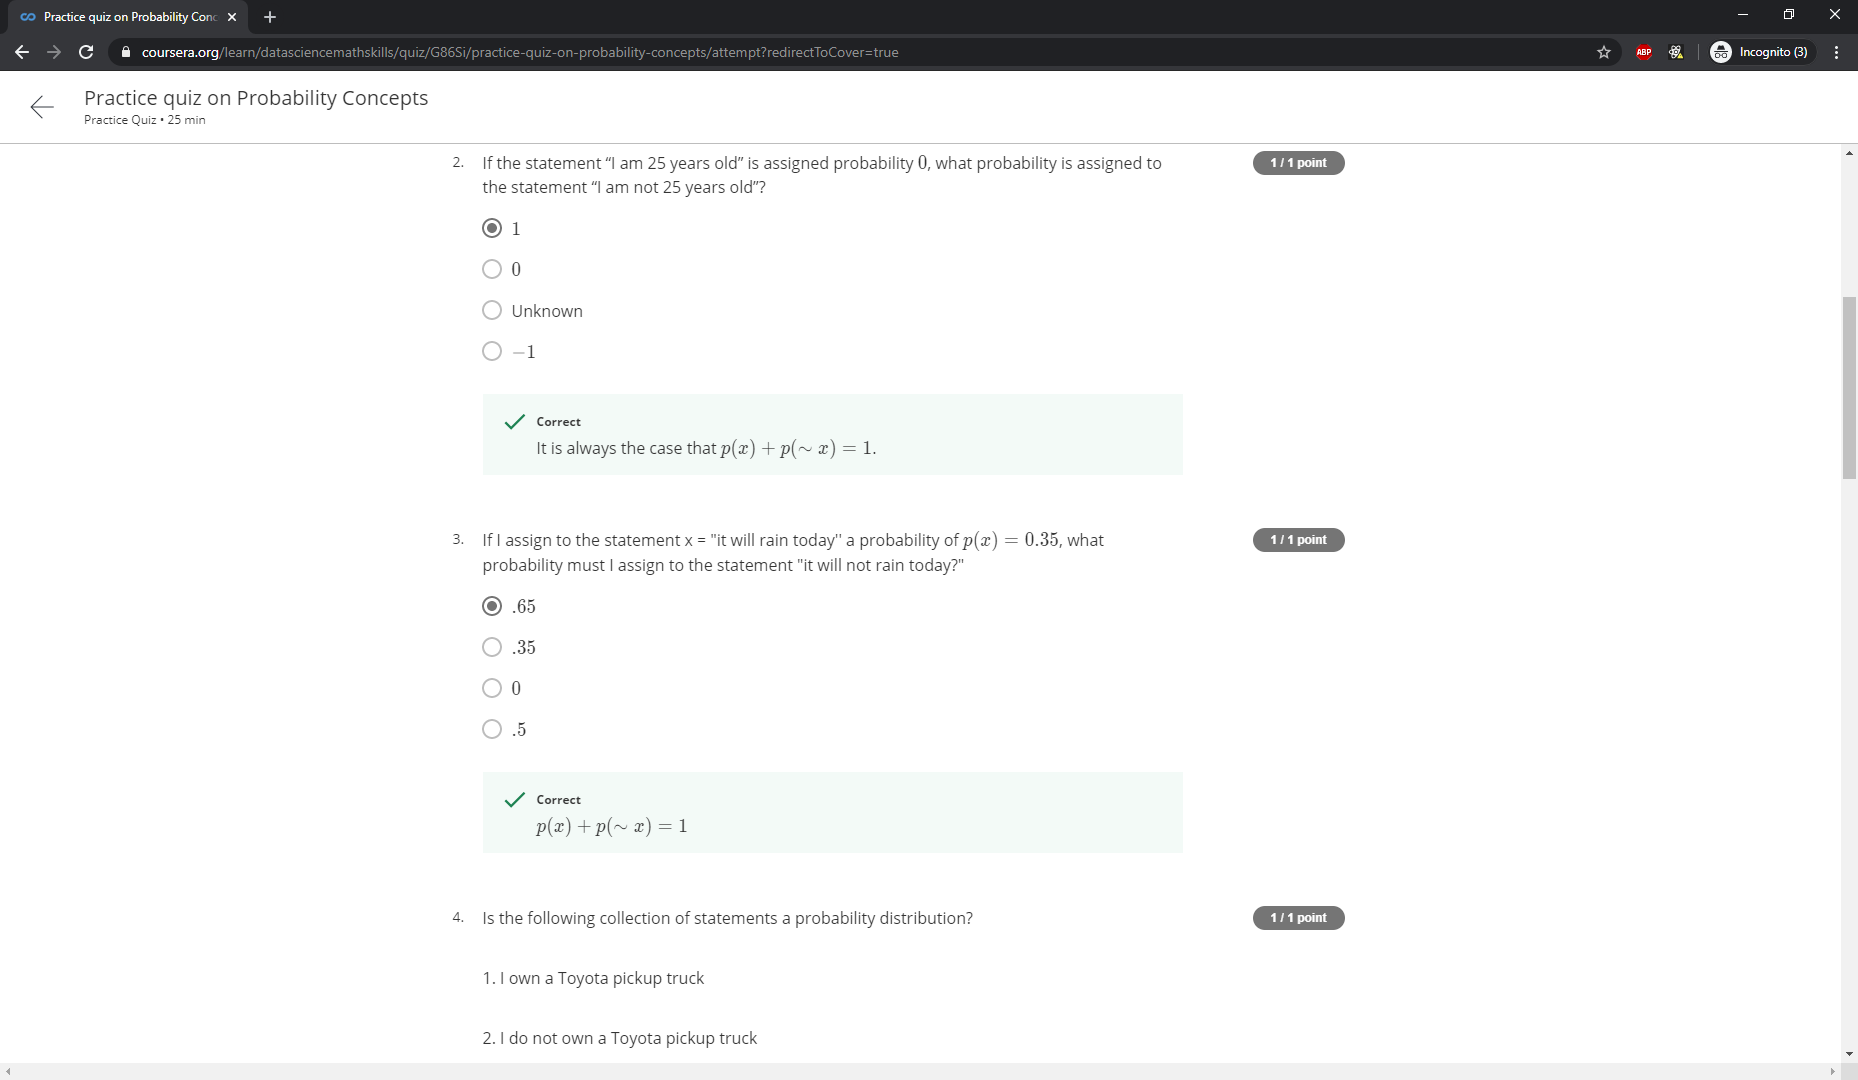 Practice quiz on Probability Conc
coursera.org/learn/datasciencemathskills/quiz/G86Si/practice-quiz-on-probability-concepts/attempt?redirectToCover=true
ABP
Incognito (3)
Practice quiz on Probability Concepts
Practice Quiz • 25 min
2. If the statement “I am 25 years old” is assigned probability 0, what probability is assigned to
the statement “I am not 25 years old”?
1 / 1 point
1
0
Unknown
−1
Correct
It is always the case that p(x) + p(∼ x) = 1.
3. If I assign to the statement x = "it will rain today'' a probability of p(x) = 0.35, what
probability must I assign to the statement "it will not rain today?"
1 / 1 point
.65
.35
0
.5
Correct
p(x) + p(∼ x) = 1
4. Is the following collection of statements a probability distribution?
1 / 1 point
1. I own a Toyota pickup truck
2. I do not own a Toyota pickup truck